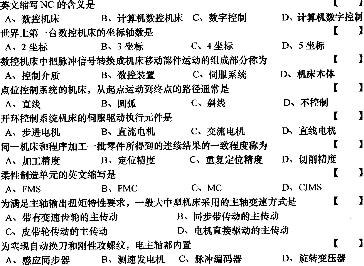 英文缩写NC的含义是 【 】
A、数控机床 B、计算机数控机床 C、数字控制 D、计算机数字控制
世界上第一台数控机床的坐标轴数是 【 】
A、2坐标 B、3坐标 C、4坐标 D、5坐标
数控机床中把脉冲信号转换成机床移动部件运动的组成部分称为 【 】
A、控制介质 B、数控装置 C、伺服系统 D、机床本体
点位控制系统的机床，从起点运动到终点的路径通常是 【 】
A、直线 B、圆弧 C、斜线 D、不控制
开环控制系统机床的伺服驱动执行元件是 【 】
A、步进电机 B、直流电机 C、交流电机 D、直线电机
同一机床和程序加工一批零件所得到的连续结果的一致程度称为 【 】
A、加工精度 B、定位精度 C、重复定位精度 D、切削精度
柔性制造单元的英文缩写是 【 】
A、FMS B、FMC C、MC D、CIMS
为满足主轴输出扭矩特性要求，一般大中型机床采用的主轴变速方式是 【 】
A、带有变速齿轮的主传动 B、同步带传动的主传动
C、皮带轮传动的主传动 D、电机直接驱动的主传动
为实现自动换刀和刚性攻螺纹，电主轴部内置 【 】
A、感应同步器 B、测速发电机 C、脉冲编码器 D、旋转变压器